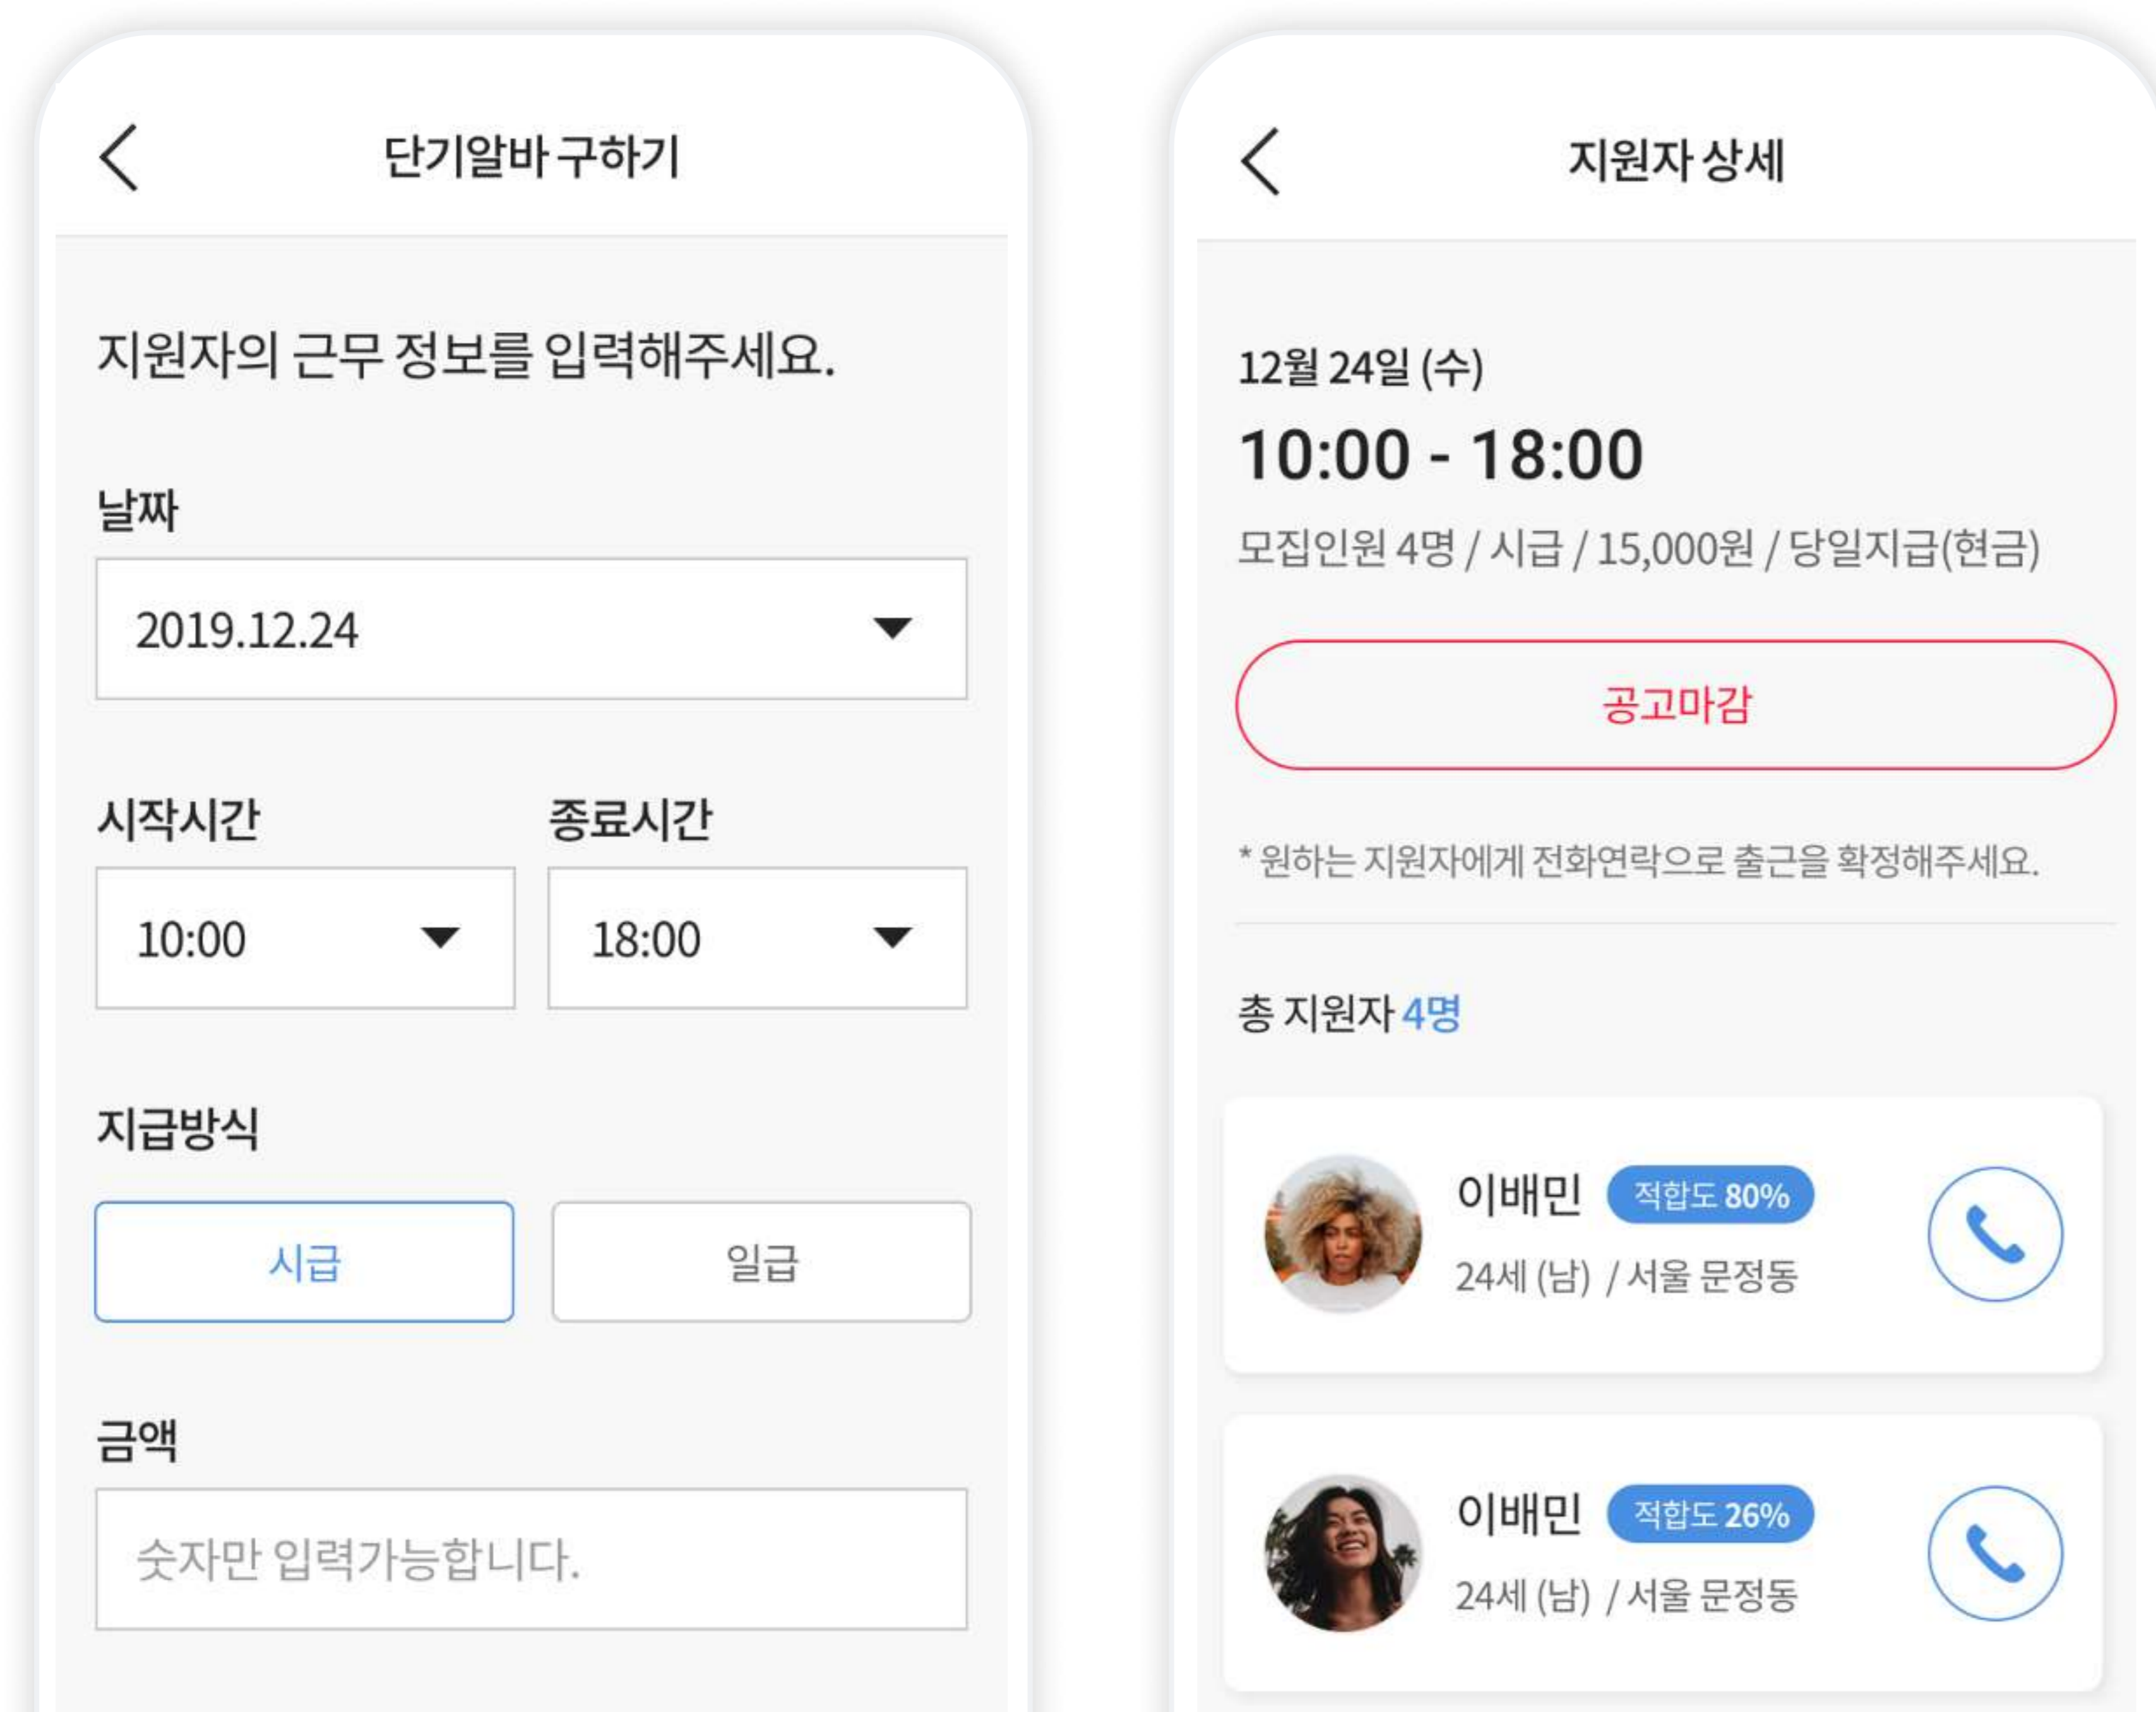 단기알바 구하기
지원자의 근무 정보를 입력해주세요.
날짜
2019.12.24
시작시간 종료시간
10:00 18:00
지급방식
시급 일급
금액
숫자만 입력가능합니다.
지원자 상세
12월 24일 (수)
10:00 - 18:00
모집인원 4명 / 시급 / 15,000원 / 당일지급(현금)
공고마감
* 원하는 지원자에게 전화연락으로 출근을 확정해주세요.
총 지원자 4명
이배민 적합도 80%
24세 (남) / 서울 문정동
이배민 적합도 26%
24세 (남) / 서울 문정동